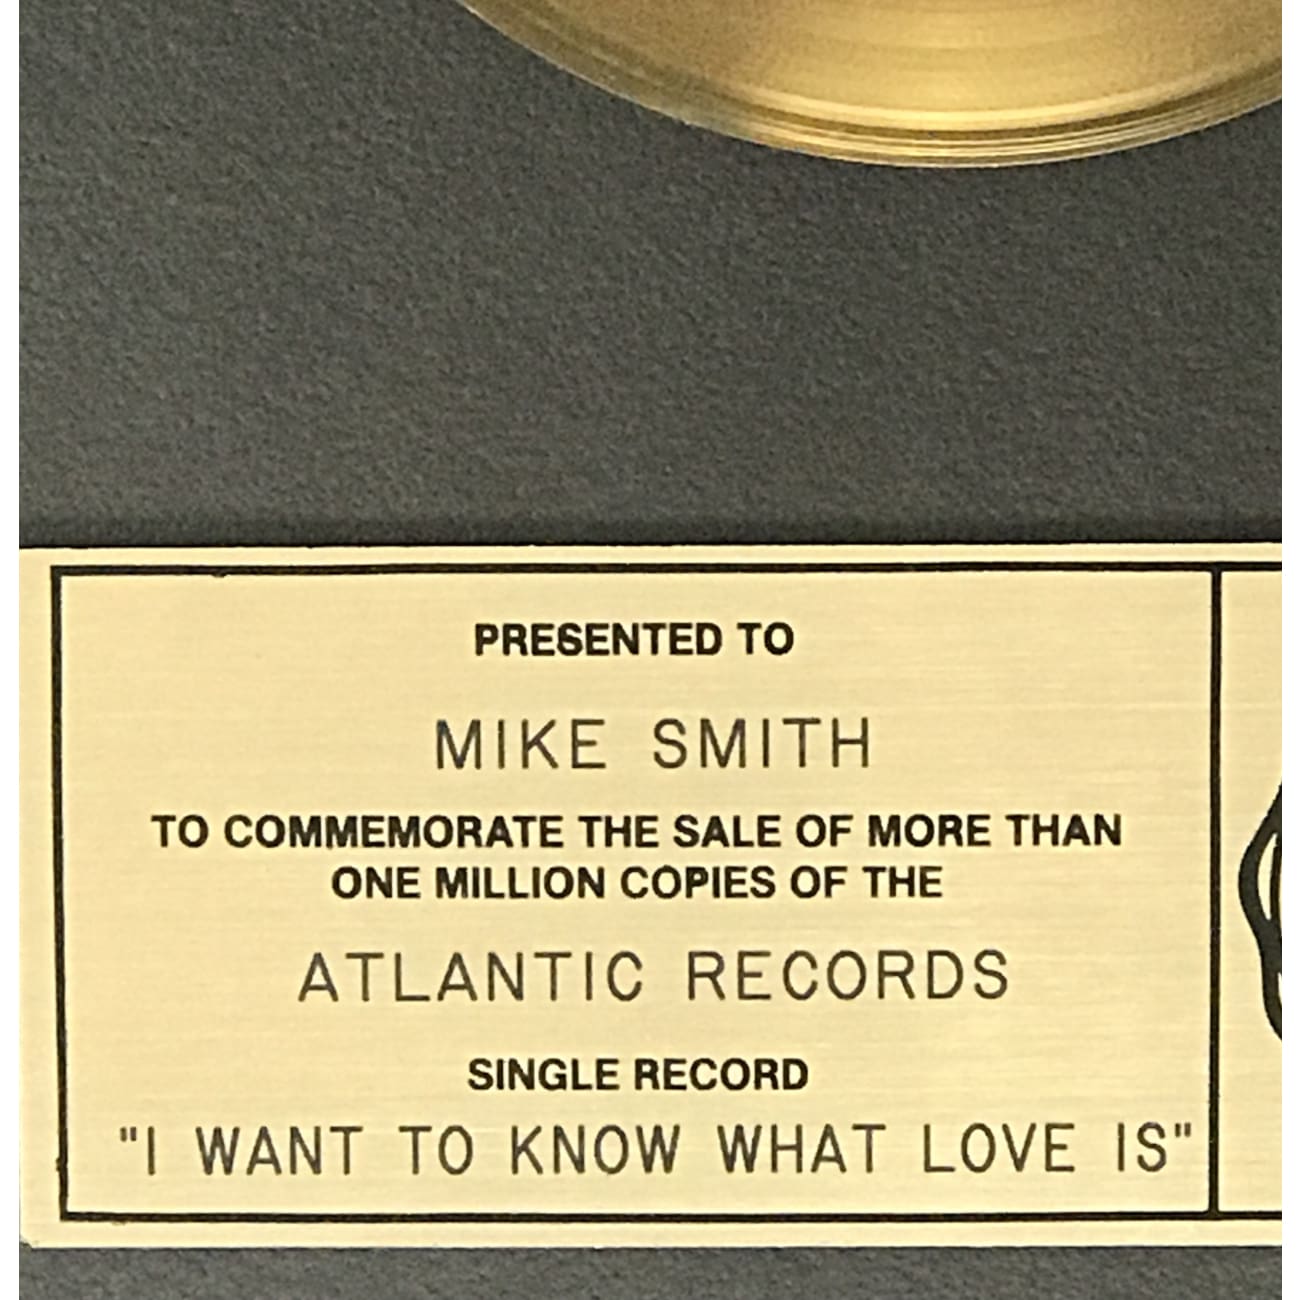 PRESENTED TO
MIKE SMITH
TO COMMEMORATE THE SALE OF MORE THAN
ONE MILLION COPIES OF THE
ATLANTIC RECORDS
SINGLE RECORD
"I WANT TO KNOW WHAT LOVE IS"